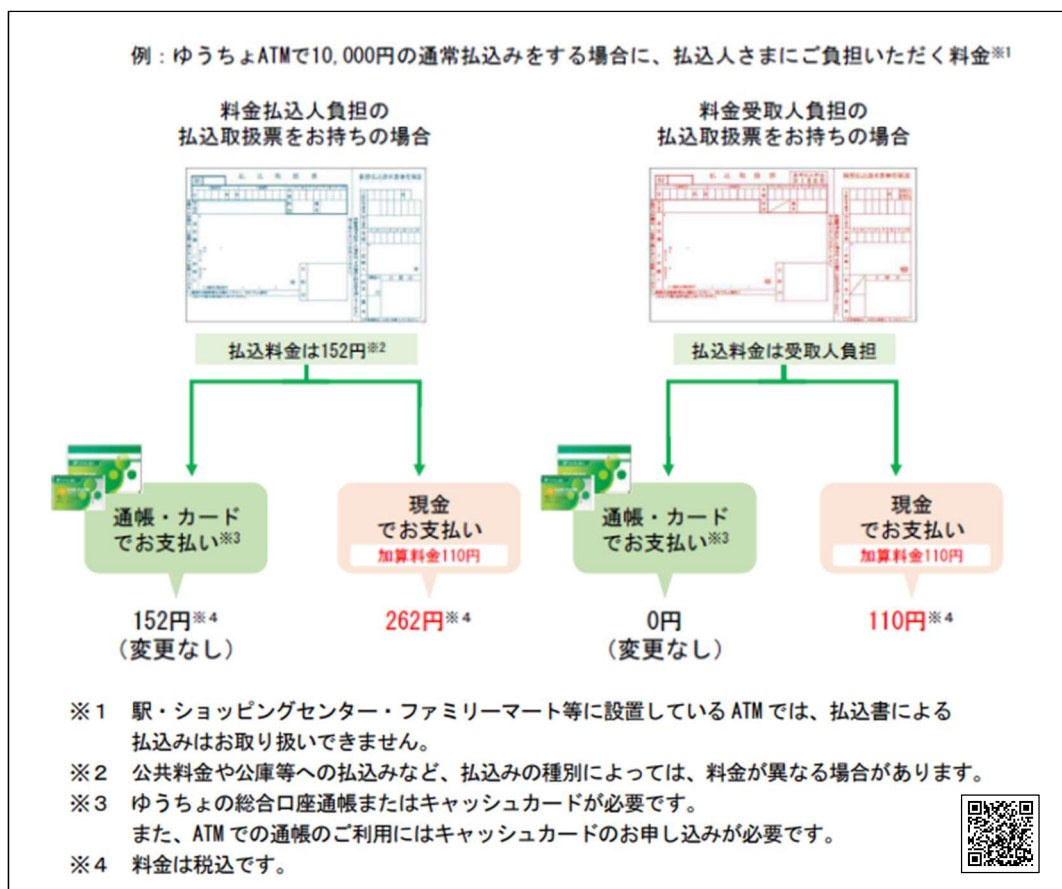 例：ゆうちょATMで10,000円の通常払込みをする場合に、払込人さまにご負担いただく料金※1
料金払込人負担の
払込取扱票をお持ちの場合
料金受取人負担の
払込取扱票をお持ちの場合
払込取扱票
払込取扱票
払込料金は152円※2
払込料金は受取人負担
通帳・カード
でお支払い※3
現金
でお支払い
加算料金110円
通帳・カード
でお支払い※3
現金
でお支払い
加算料金110円
152円※4
（変更なし）
262円※4
0円
（変更なし）
110円※4
※1 駅・ショッピングセンター・ファミリーマート等に設置しているATMでは、払込書による
払込みはお取り扱いできません。
※2 公共料金や公庫等への払込みなど、払込みの種別によっては、料金が異なる場合があります。
※3 ゆうちょの総合口座通帳またはキャッシュカードが必要です。
また、ATMでの通帳のご利用にはキャッシュカードのお申し込みが必要です。
※4 料金は税込です。